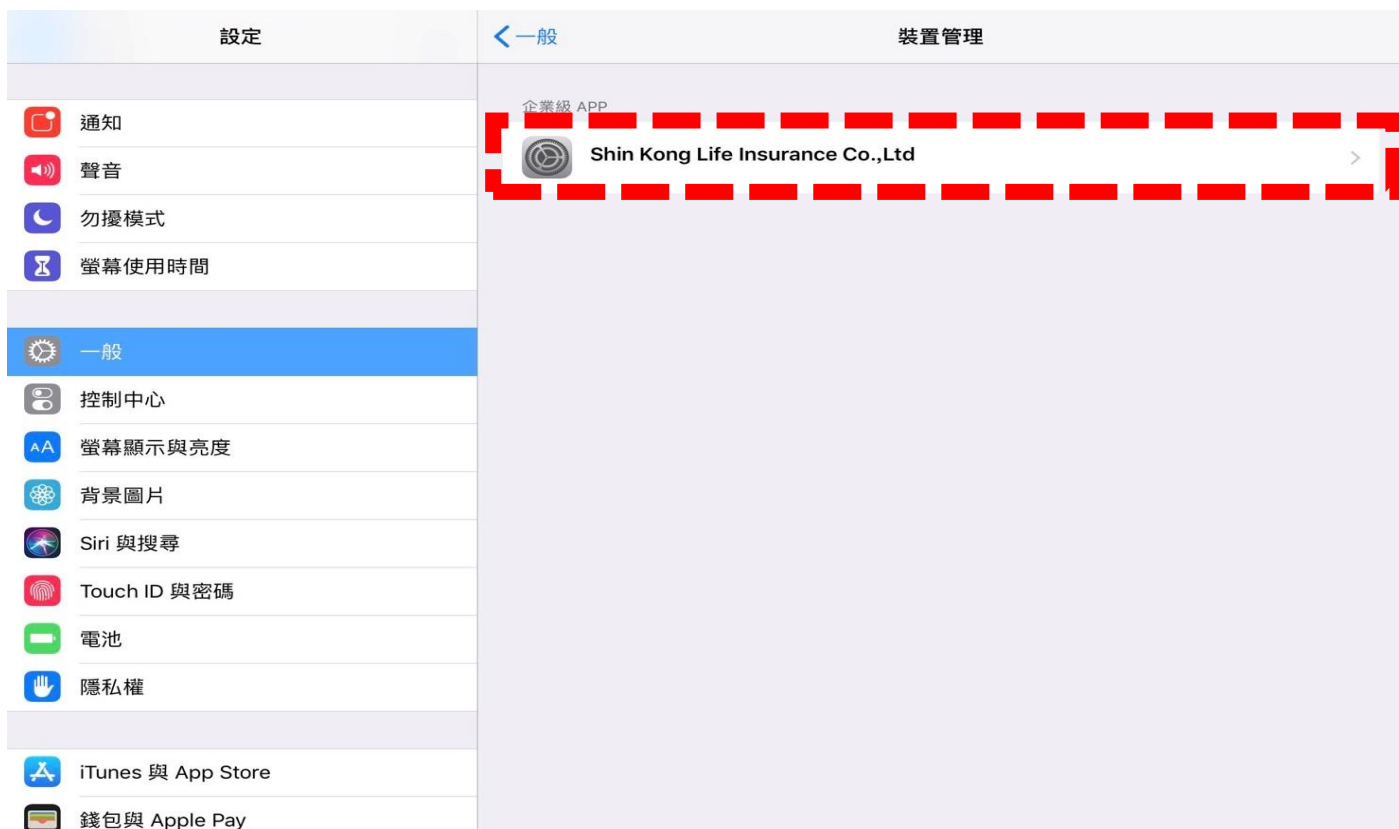 設定
通知
聲音
勿擾模式
螢幕使用時間
一般
控制中心
AA
螢幕顯示與亮度
背景圖片
Siri 與搜尋
Touch ID 與密碼
電池
隱私權
iTunes 與 App Store
錢包與 Apple Pay
一般
裝置管理
企業級 APP
Shin Kong Life Insurance Co.,Ltd